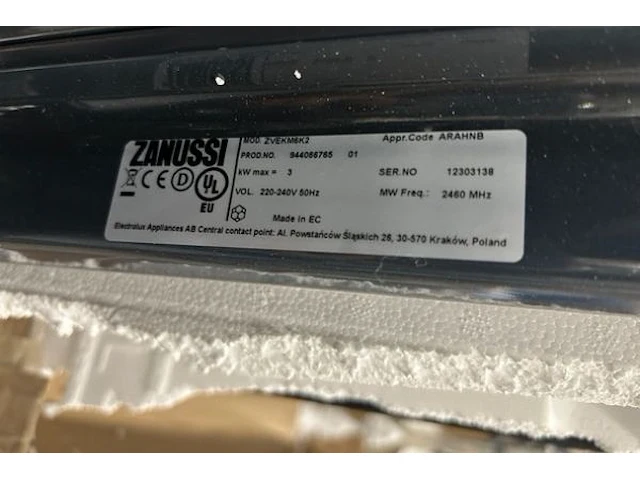 ZANUSSI
MOD. ZVEKM6K2 Appr.Code ARAHNB
PROD.NO. 944066765 01
kW max = 3 SER.NO 12303138
VOL. 220-240V 50Hz MW Freq.: 2460 MHz
CE D UL
EU
Made in EC
Electrolux Appliances AB Central contact point: Al. Powstańców Śląskich 26, 30-570 Kraków, Poland